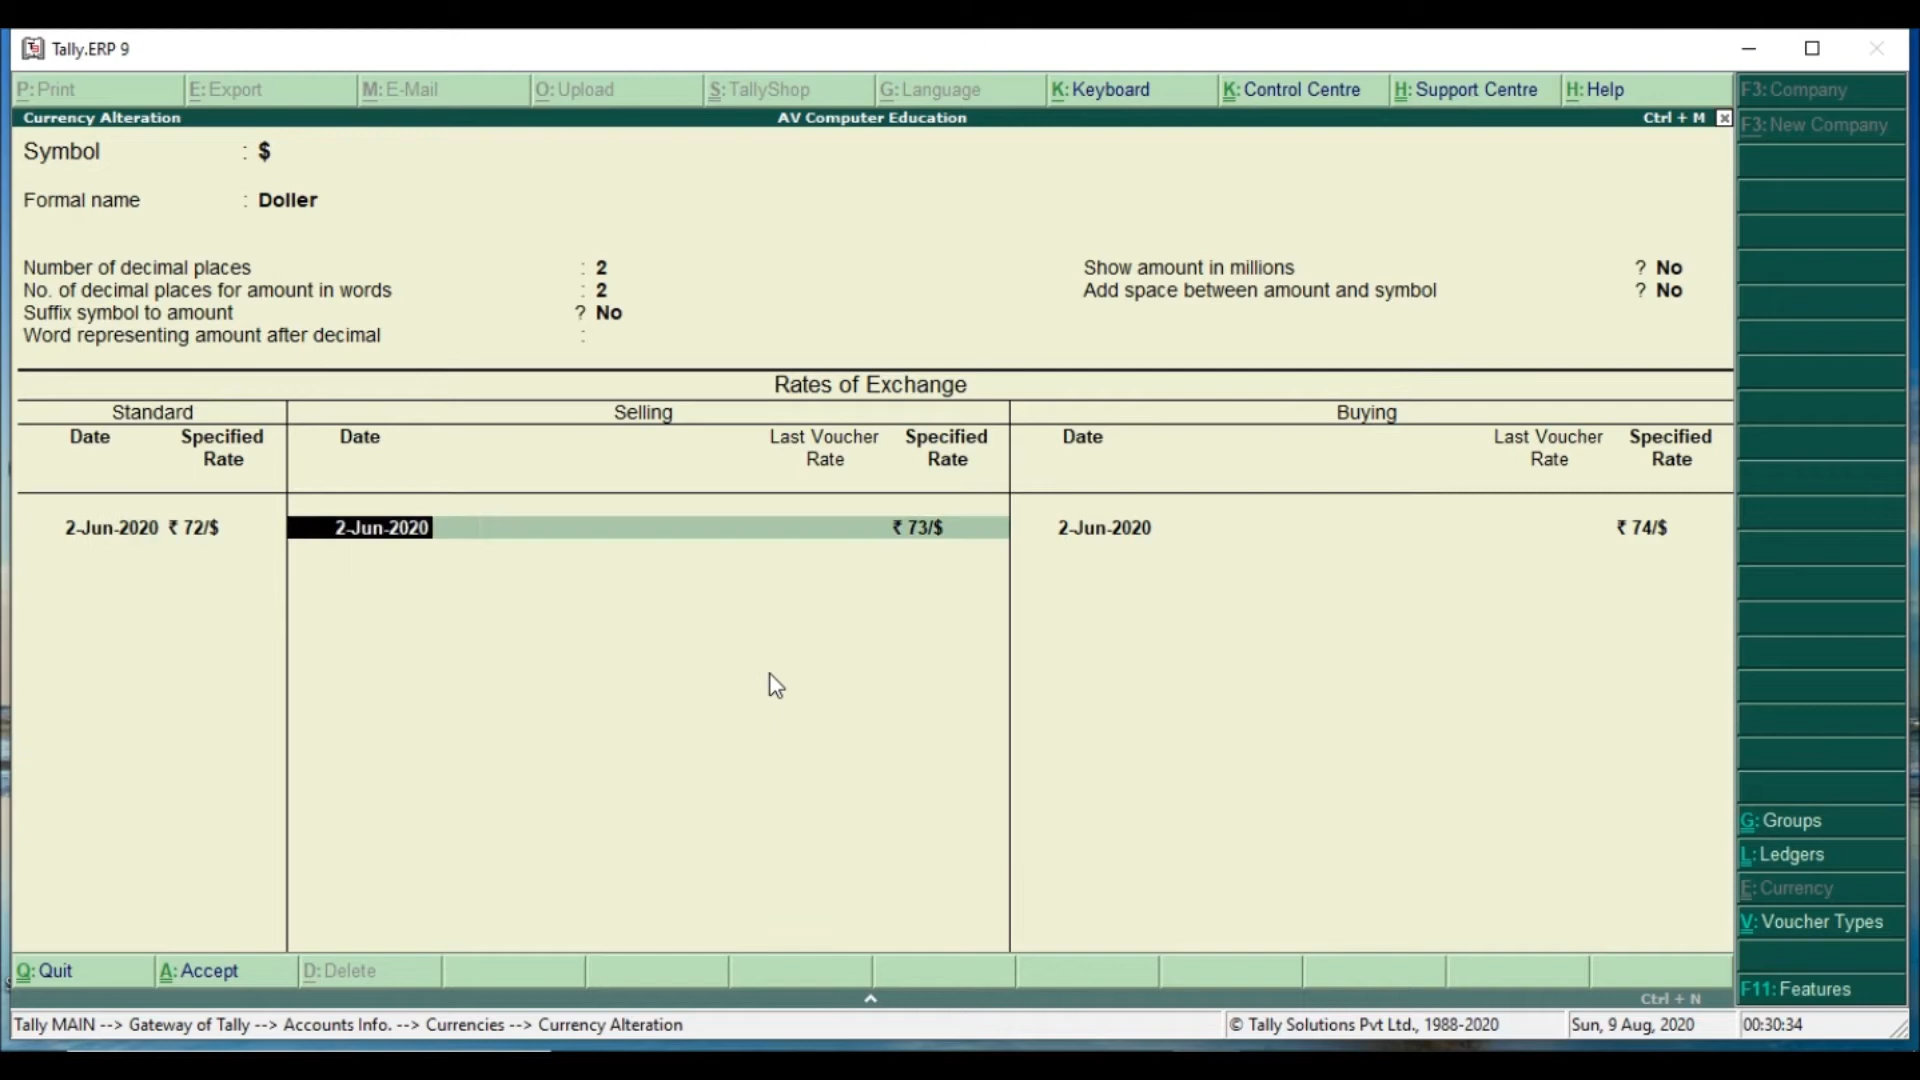 Tally.ERP 9
P: Print E: Export M: E-Mail O: Upload S: TallyShop G: Language K: Keyboard K: Control Centre H: Support Centre H: Help F3: Company
Currency Alteration AV Computer Education Ctrl + M F3: New Company
Symbol : $
Formal name : Doller
Number of decimal places : 2 Show amount in millions ? No
No. of decimal places for amount in words : 2 Add space between amount and symbol ? No
Suffix symbol to amount ? No
Word representing amount after decimal :
Rates of Exchange
Standard Selling Buying
Date Specified Date Last Voucher Specified Date Last Voucher Specified
Rate Rate Rate Rate Rate
2-Jun-2020 ₹ 72/$ 2-Jun-2020 ₹ 73/$ 2-Jun-2020 ₹ 74/$
G: Groups
L: Ledgers
E: Currency
V: Voucher Types
Q: Quit A: Accept D: Delete
F11: Features
Ctrl + N
Tally MAIN --> Gateway of Tally --> Accounts Info. --> Currencies --> Currency Alteration © Tally Solutions Pvt Ltd., 1988-2020 Sun, 9 Aug, 2020 00:30:34